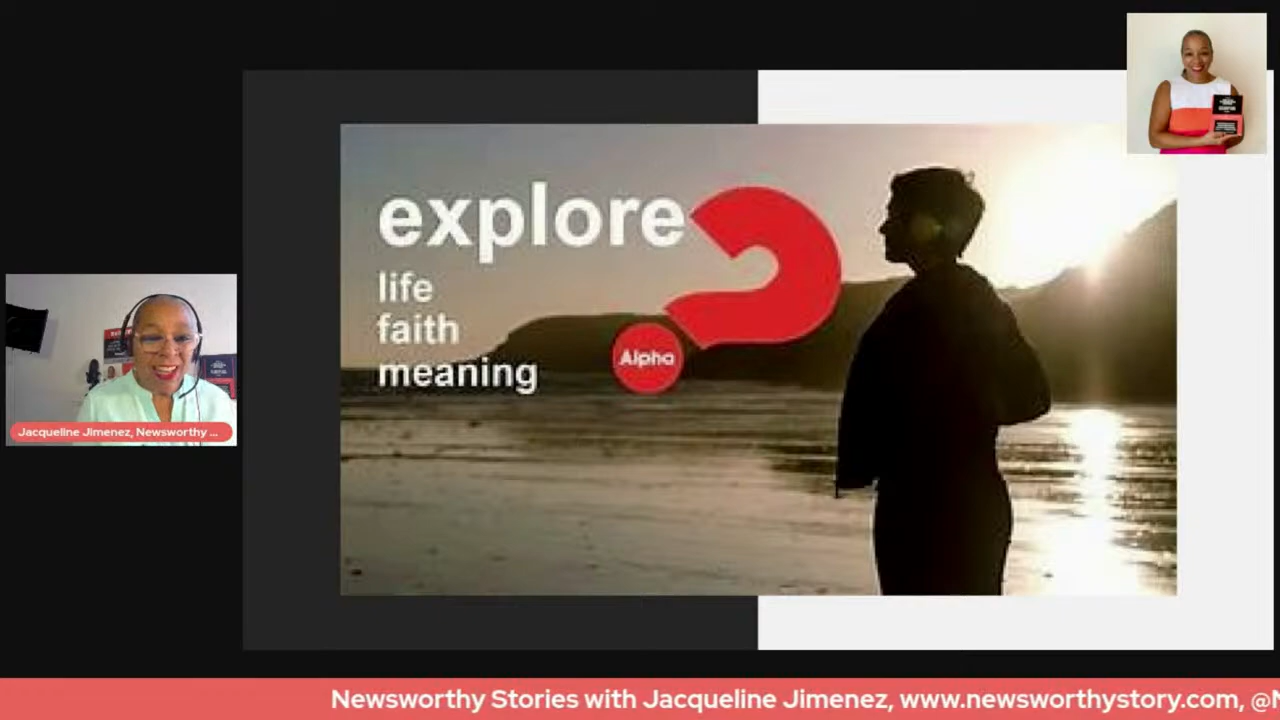 explore
life
faith
meaning
Alpha
Jacqueline Jimenez, Newsworthy ...
Newsworthy Stories with Jacqueline Jimenez, www.newsworthystory.com, @N